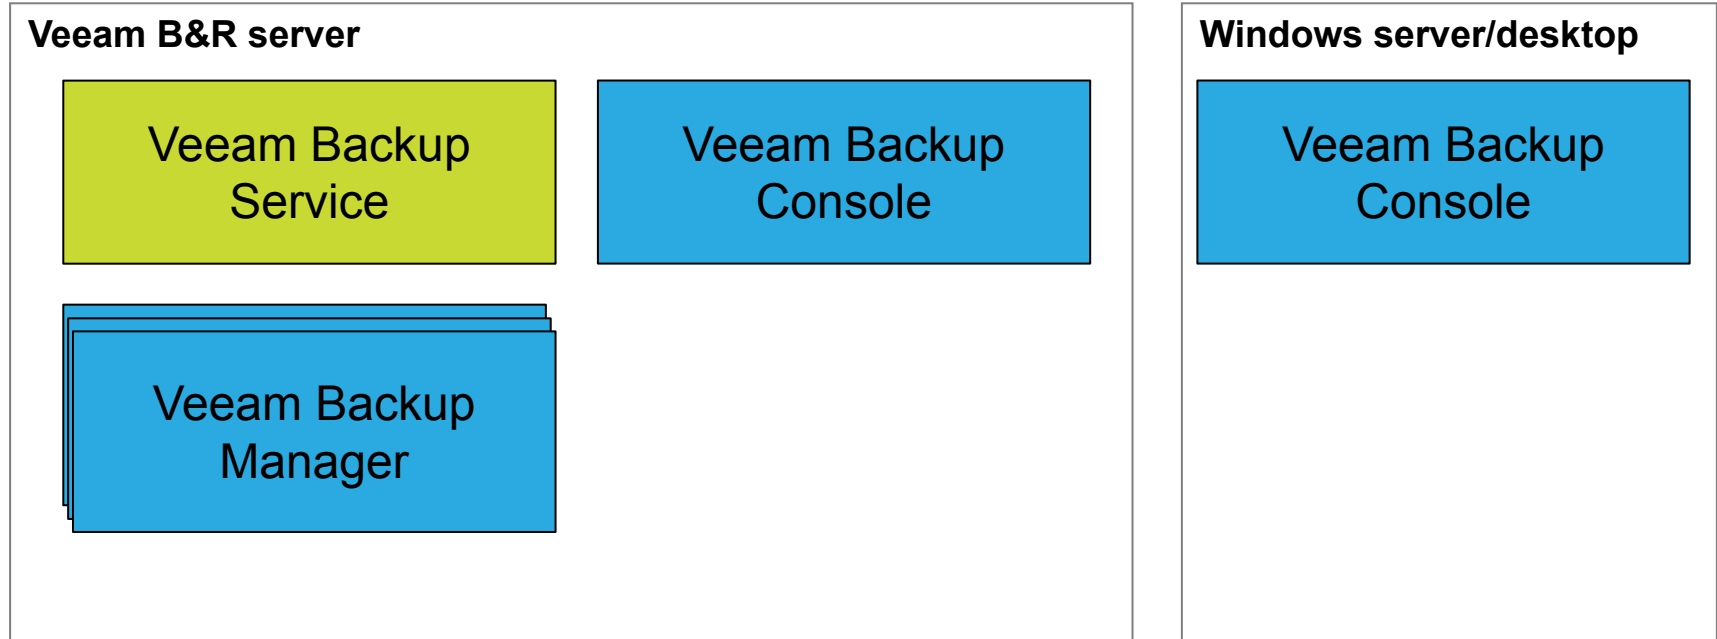 Veeam B&R server
Veeam Backup
Service
Veeam Backup
Console
Veeam Backup
Manager
Windows server/desktop
Veeam Backup
Console